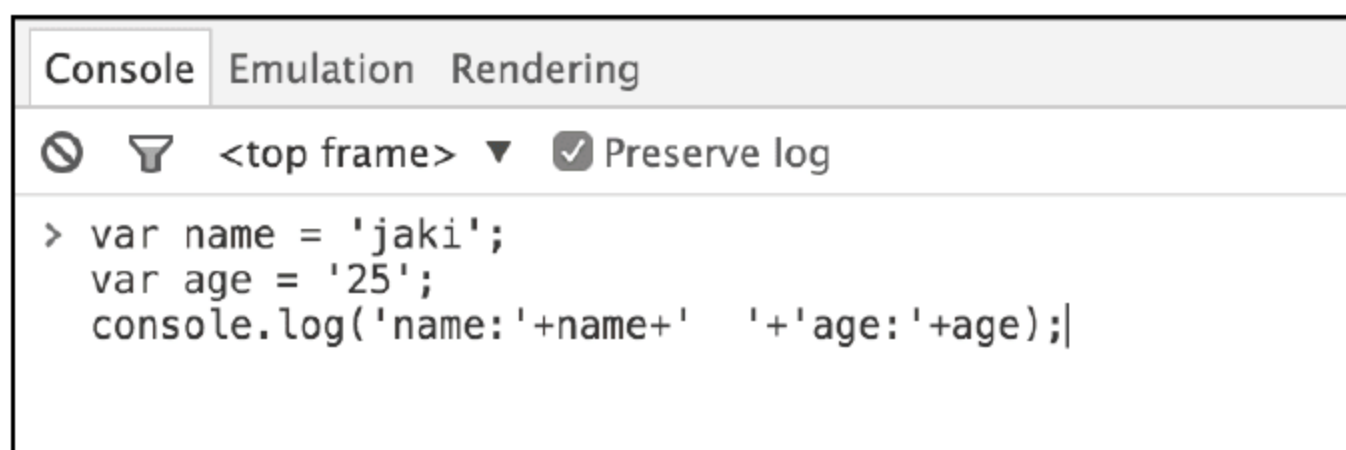 Console Emulation Rendering
<top frame> ▼ Preserve log
> var name = 'jaki';
var age = '25';
console.log('name:'+name+'  '+'age:'+age);